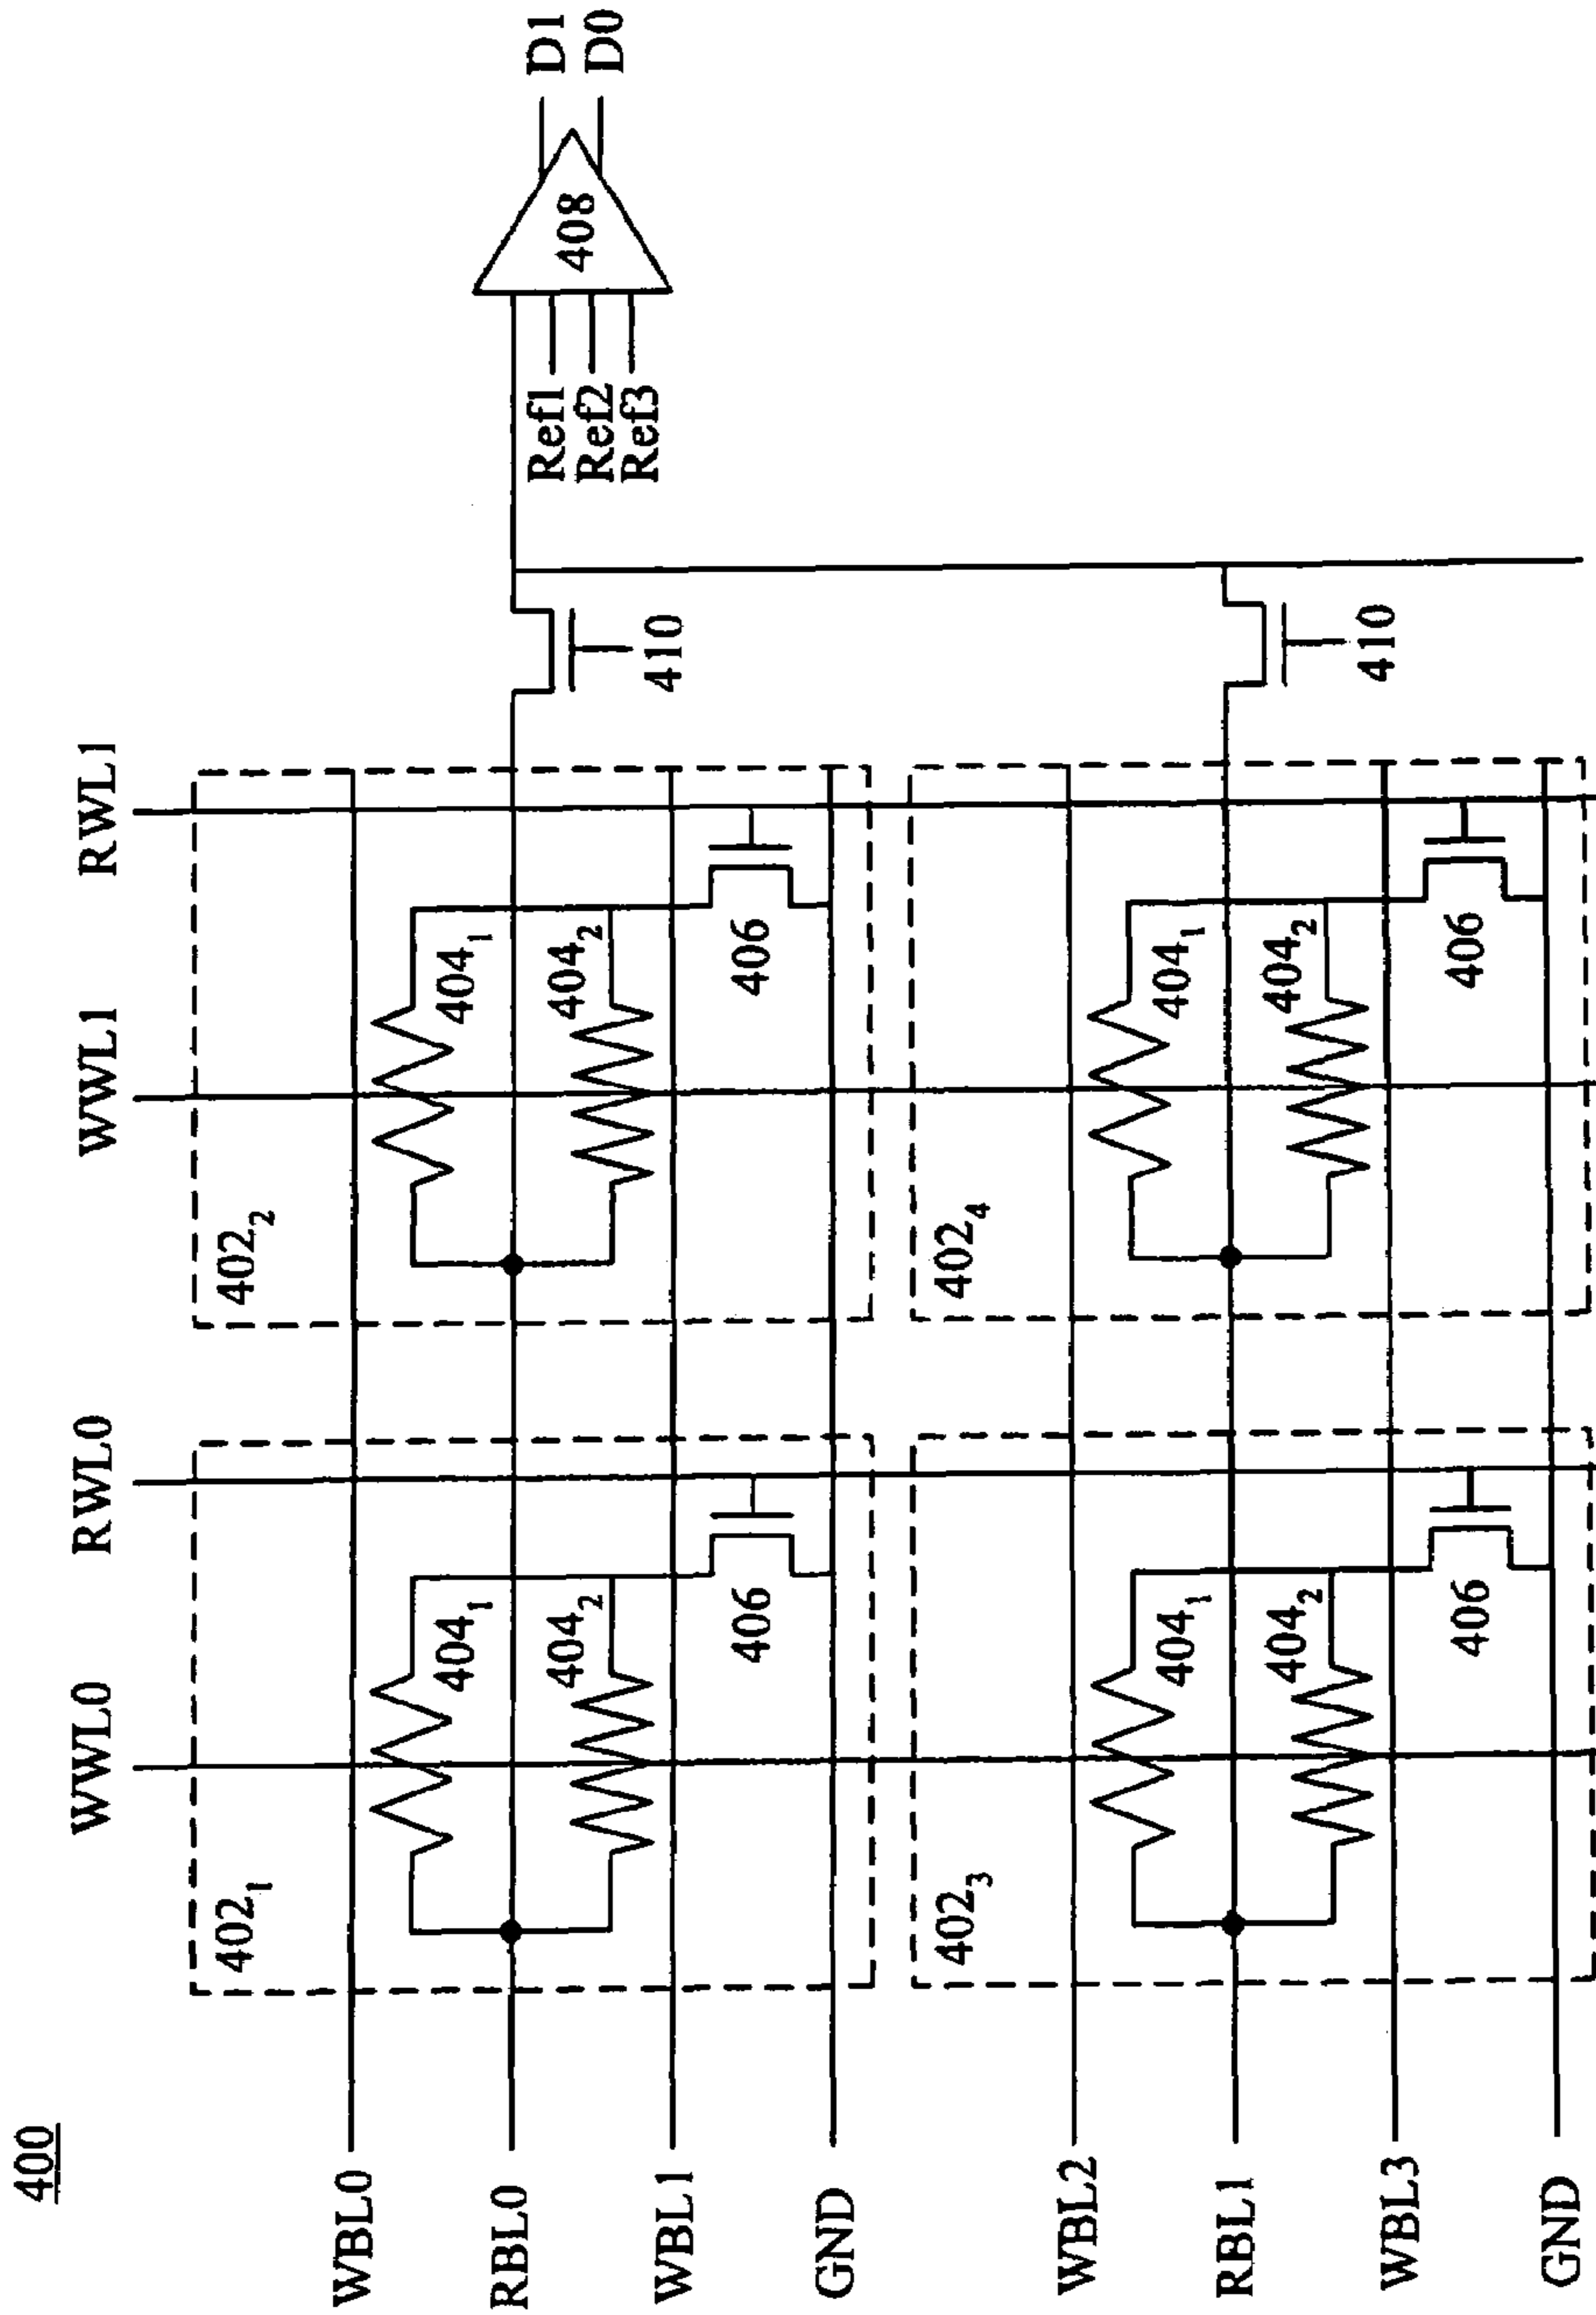 400
WWL0 RWL0 WWL1 RWL1
402₁ 402₂
WBL0
404₁ 404₁
RBL0
404₂ 404₂
WBL1
406 406
GND
410
Ref1
Ref2
Ref3
408
D1
D0
402₃ 402₄
WBL2
404₁ 404₁
RBL1
404₂ 404₂
WBL3
406 406
GND
410